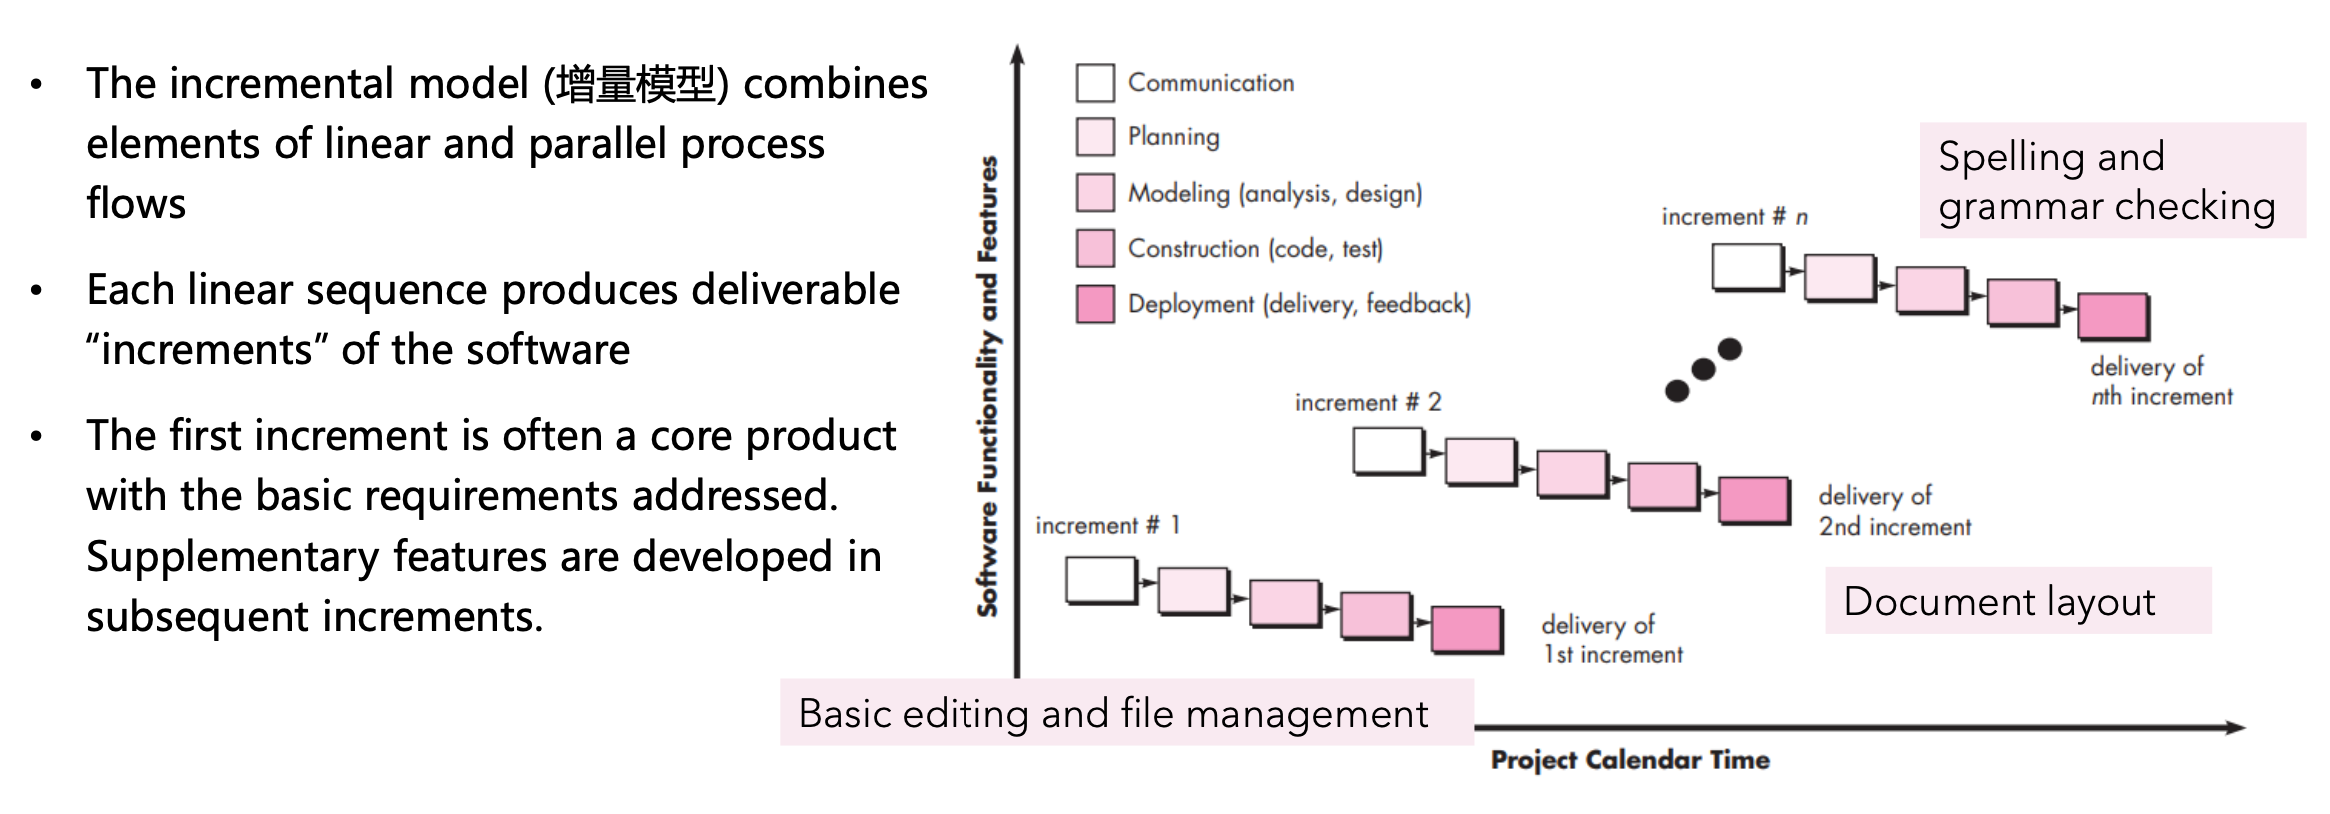 • The incremental model (增量模型) combines
elements of linear and parallel process
flows
• Each linear sequence produces deliverable
“increments” of the software
• The first increment is often a core product
with the basic requirements addressed.
Supplementary features are developed in
subsequent increments.
Software Functionality and Features
Communication
Planning
Modeling (analysis, design)
Construction (code, test)
Deployment (delivery, feedback)
Spelling and
grammar checking
increment # n
delivery of
nth increment
increment # 2
delivery of
2nd increment
Document layout
increment # 1
delivery of
1st increment
Basic editing and file management
Project Calendar Time